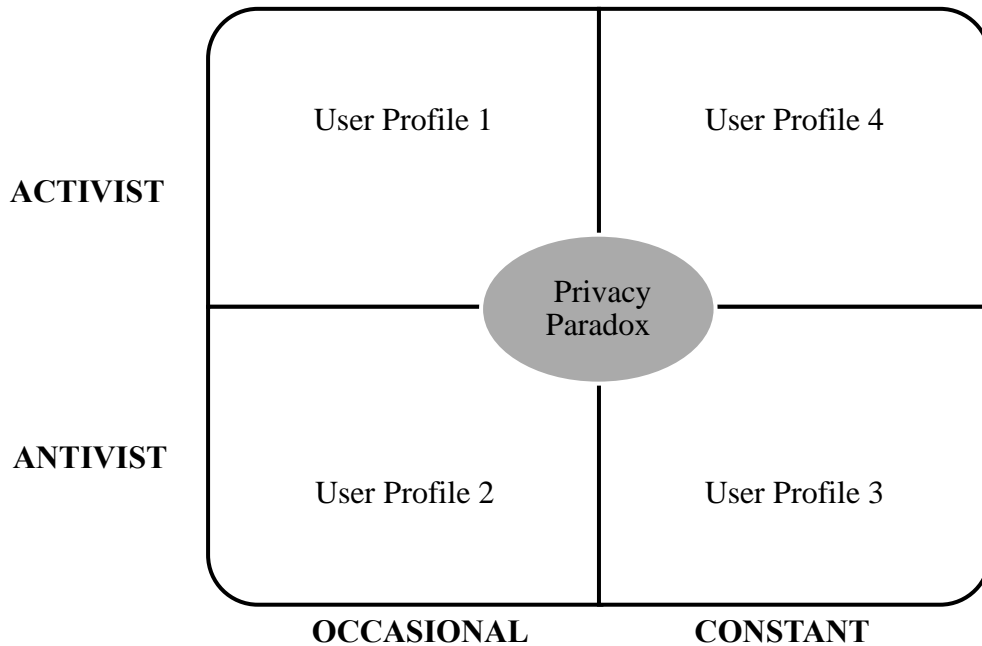 User Profile 1
User Profile 4
ACTIVIST
Privacy
Paradox
ANTIVIST
User Profile 2
User Profile 3
OCCASIONAL
CONSTANT